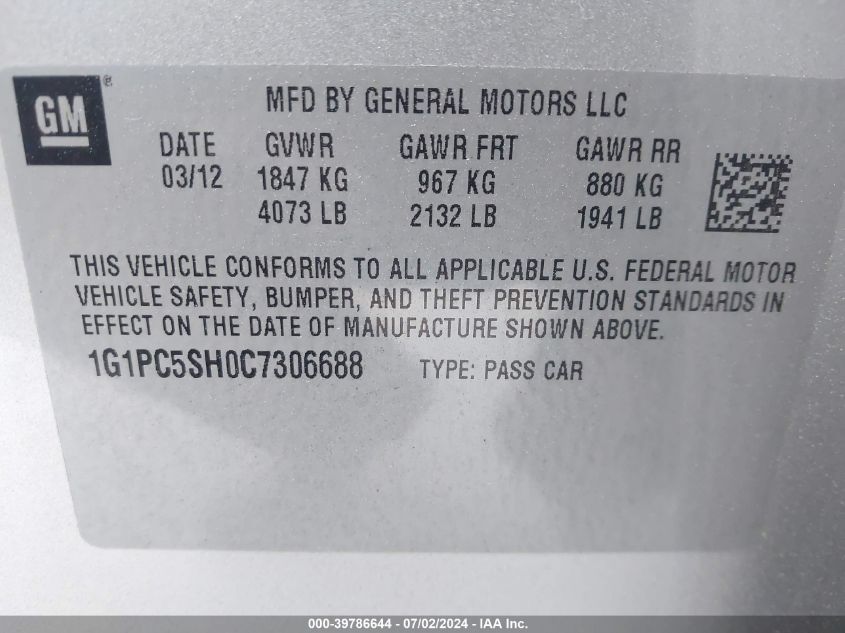 GM ®
MFD BY GENERAL MOTORS LLC
DATE GVWR GAWR FRT GAWR RR
03/12 1847 KG 967 KG 880 KG
4073 LB 2132 LB 1941 LB
THIS VEHICLE CONFORMS TO ALL APPLICABLE U.S. FEDERAL MOTOR
VEHICLE SAFETY, BUMPER, AND THEFT PREVENTION STANDARDS IN
EFFECT ON THE DATE OF MANUFACTURE SHOWN ABOVE.
1G1PC5SH0C7306688 TYPE: PASS CAR
000-39786644 - 07/02/2024 - IAA Inc.